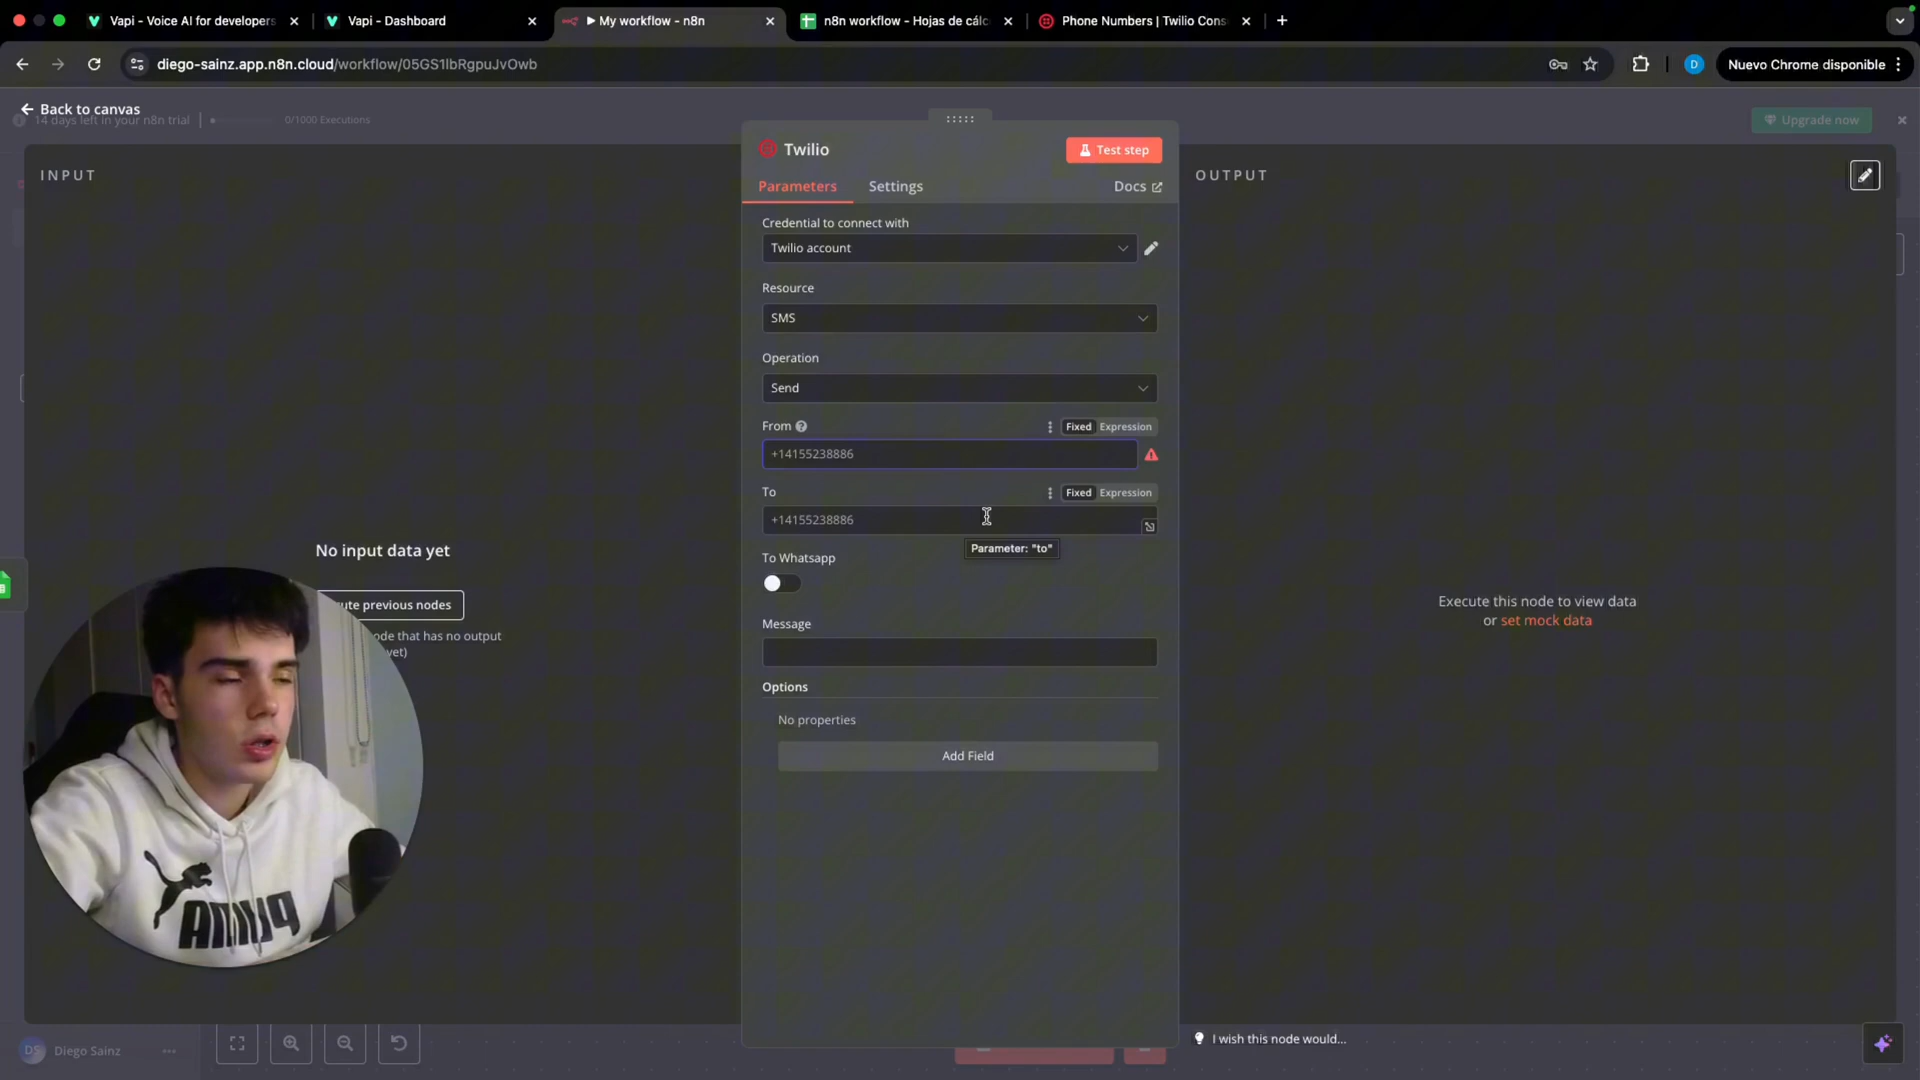 Vapi - Voice AI for developers
Vapi - Dashboard
▶ My workflow - n8n
n8n workflow - Hojas de cálc
Phone Numbers | Twilio Cons
diego-sainz.app.n8n.cloud/workflow/05GS1lbRgpuJvOwb
D
Nuevo Chrome disponible
Back to canvas
14 days left in your n8n trial
0/1000 Executions
Upgrade now
INPUT
Twilio
Test step
OUTPUT
Parameters
Settings
Docs
Credential to connect with
Twilio account
Resource
SMS
Operation
Send
From
Fixed
Expression
+14155238886
To
Fixed
Expression
+14155238886
Parameter: "to"
To Whatsapp
Message
Options
No properties
Add Field
No input data yet
ute previous nodes
ode that has no output
yet)
Execute this node to view data
or set mock data
PUMA
DS
Diego Sainz
I wish this node would...